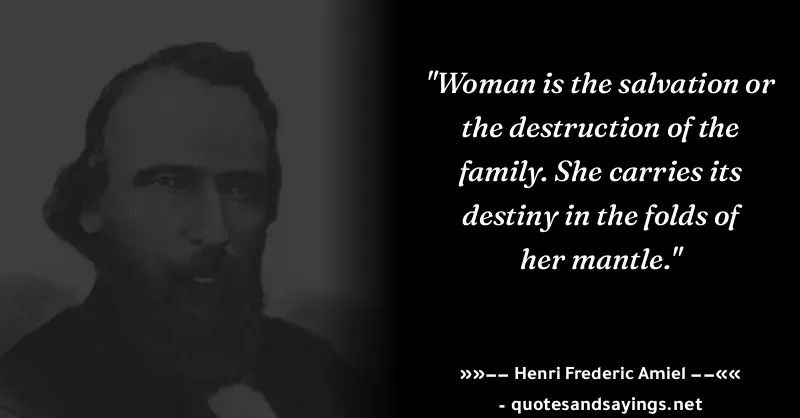 "Woman is the salvation or
the destruction of the
family. She carries its
destiny in the folds of
her mantle."
»»−− Henri Frederic Amiel −−««
- quotesandsayings.net